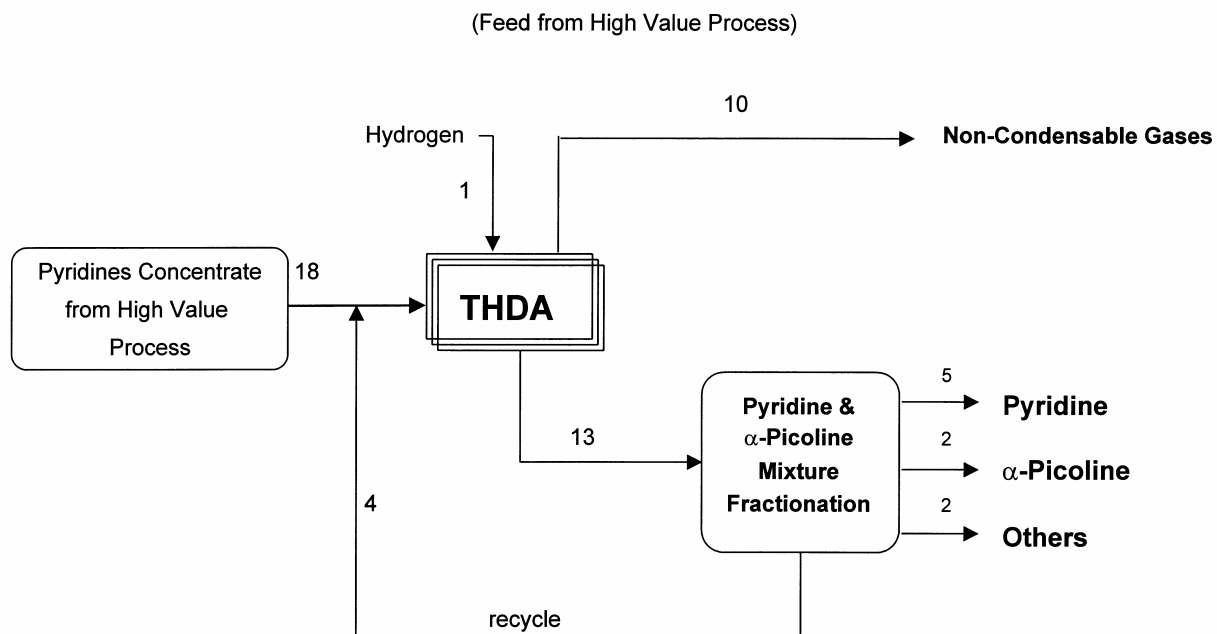 (Feed from High Value Process)
10
Hydrogen
Non-Condensable Gases
1
Pyridines Concentrate
from High Value
Process
18
THDA
Pyridine &
α-Picoline
Mixture
Fractionation
13
5
Pyridine
2
α-Picoline
2
Others
4
recycle